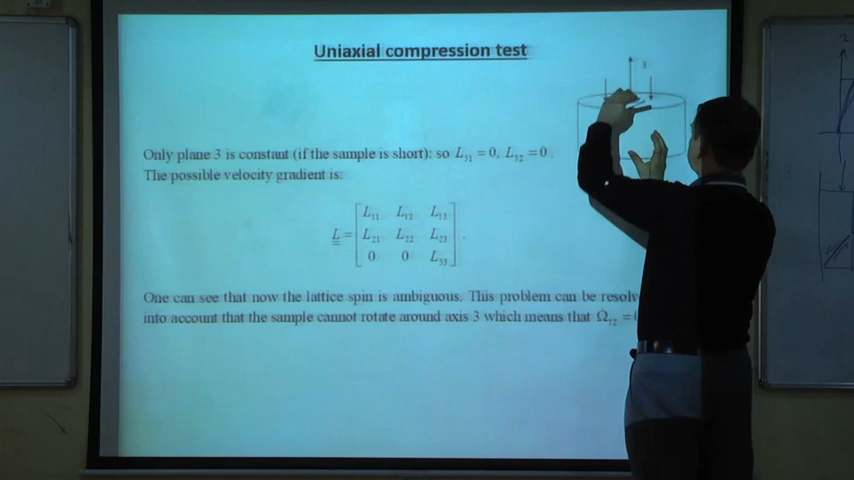 Uniaxial compression test
3
Only plane 3 is constant (if the sample is short): so L₃₁ = 0, L₃₂ = 0.
The possible velocity gradient is:
L = [ L₁₁ L₁₂ L₁₃
L₂₁ L₂₂ L₂₃
0 0 L₃₃ ] .
One can see that now the lattice spin is ambiguous. This problem can be
into account that the sample cannot rotate around axis 3 which means that Ω̇₁₂ =